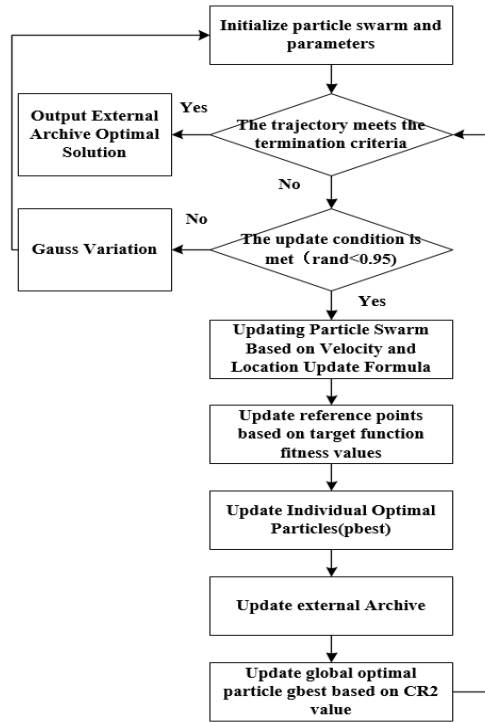 Initialize particle swarm and
parameters
Yes
Output External
Archive Optimal
Solution
The trajectory meets the
termination criteria
No
No
Gauss Variation
The update condition is
met（rand<0.95)
Yes
Updating Particle Swarm
Based on Velocity and
Location Update Formula
Update reference points
based on target function
fitness values
Update Individual Optimal
Particles(pbest)
Update external Archive
Update global optimal
particle gbest based on CR2
value